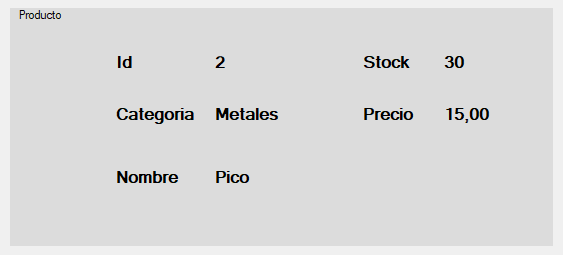 Producto
Id 2 Stock 30
Categoria Metales Precio 15,00
Nombre Pico